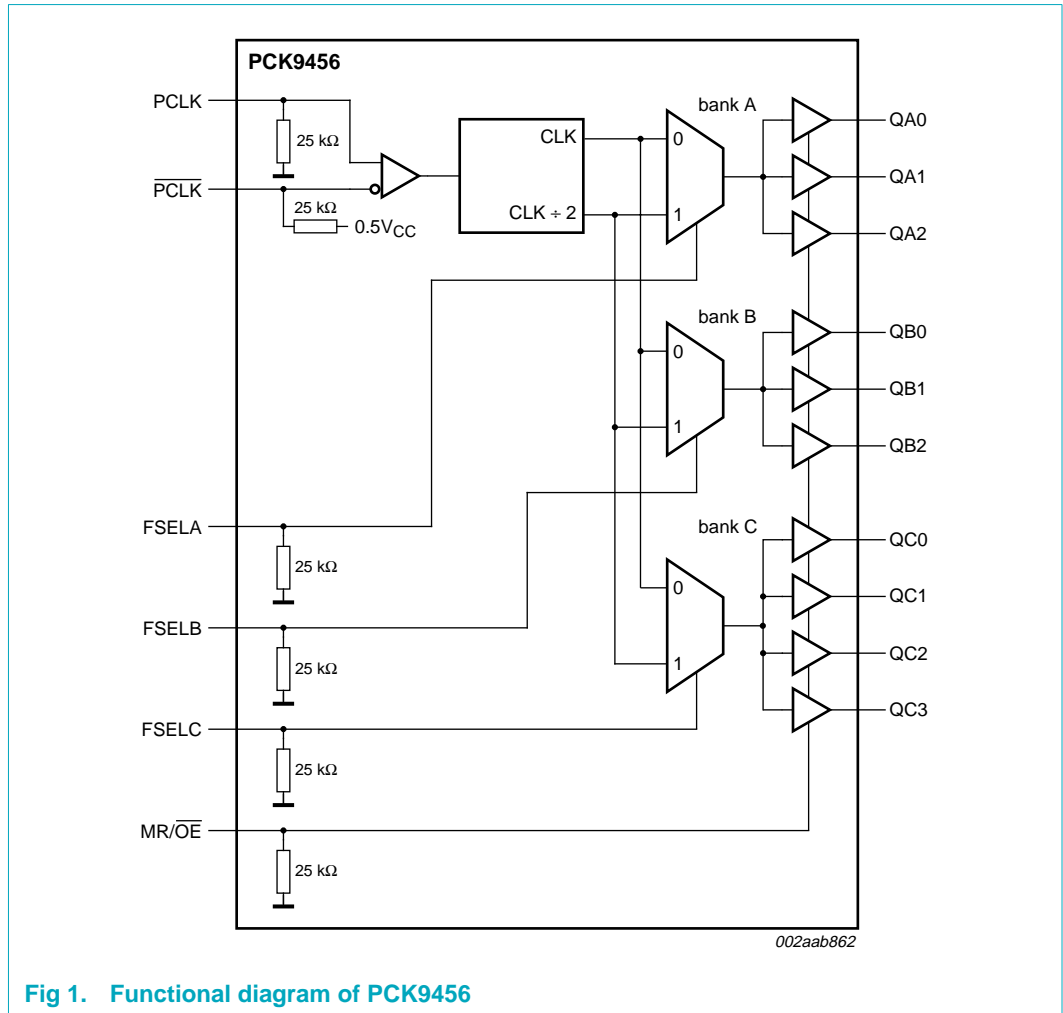 PCK9456
PCLK
25 kΩ
P̅C̅L̅K̅
25 kΩ
0.5VCC
CLK
CLK ÷ 2
bank A
0
1
QA0
QA1
QA2
bank B
0
1
QB0
QB1
QB2
bank C
0
1
QC0
QC1
QC2
QC3
FSELA
25 kΩ
FSELB
25 kΩ
FSELC
25 kΩ
MR/O̅E̅
25 kΩ
002aab862
Fig 1. Functional diagram of PCK9456